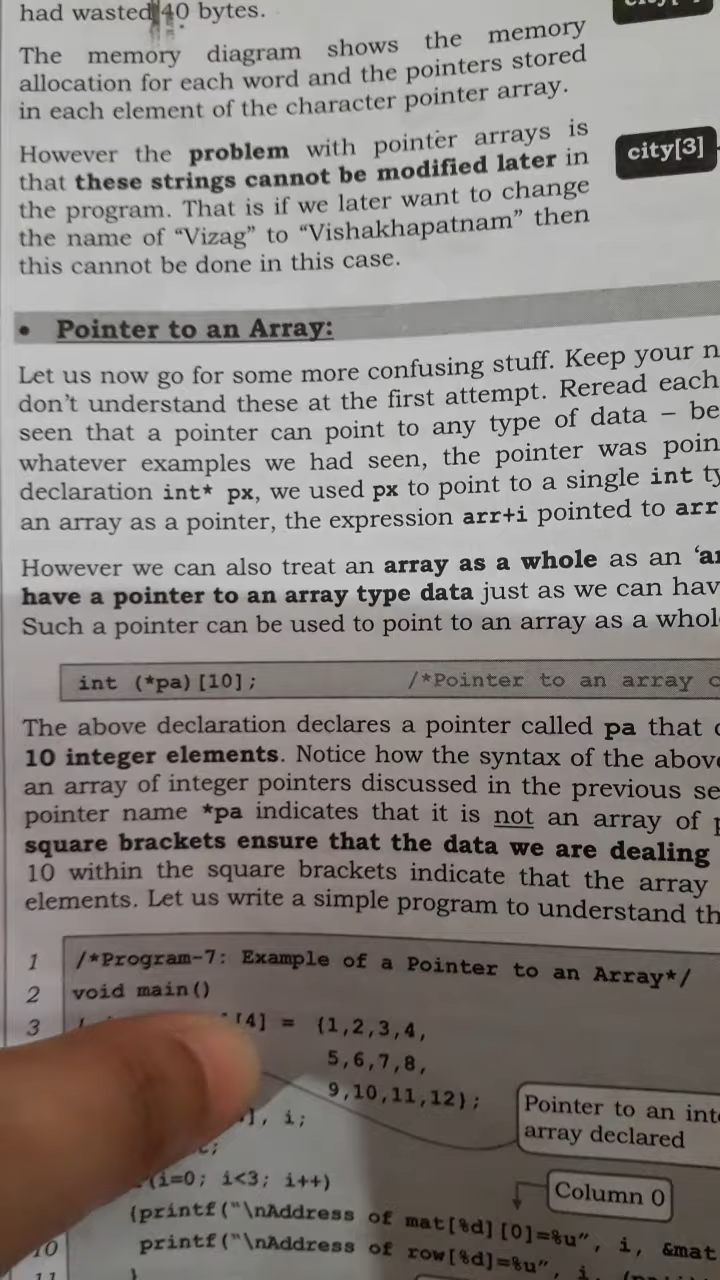 had wasted 40 bytes.
The memory diagram shows the memory
allocation for each word and the pointers stored
in each element of the character pointer array.
However the problem with pointer arrays is
that these strings cannot be modified later in
the program. That is if we later want to change
the name of “Vizag” to “Vishakhapatnam” then
this cannot be done in this case.
city[3]
• Pointer to an Array:
Let us now go for some more confusing stuff. Keep your
don’t understand these at the first attempt. Reread each
seen that a pointer can point to any type of data – be
whatever examples we had seen, the pointer was
declaration int* px, we used px to point to a single int
an array as a pointer, the expression arr+i pointed to arr
However we can also treat an array as a whole as an
have a pointer to an array type data just as we can
Such a pointer can be used to point to an array as a
int (*pa)[10]; /*Pointer to an array
The above declaration declares a pointer called pa that
10 integer elements. Notice how the syntax of the
an array of integer pointers discussed in the previous
pointer name *pa indicates that it is not an array of
square brackets ensure that the data we are dealing
10 within the square brackets indicate that the array
elements. Let us write a simple program to understand
1 /*Program-7: Example of a Pointer to an Array*/
2 void main()
3 [4] = {1,2,3,4,
5,6,7,8,
9,10,11,12};
Pointer to an
array declared
], i;
(i=0; i<3; i++)
Column 0
{printf("\nAddress of mat[%d][0]=%u", i, &mat
10 printf("\nAddress of row[%d]=%u", i,
11 }